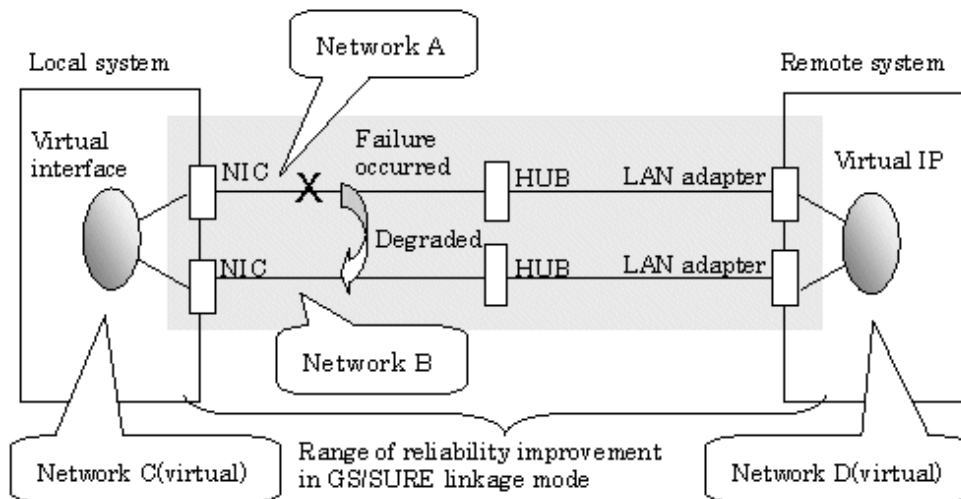 Network A
Local system
Remote system
Virtual
interface
Failure
occurred
Virtual IP
NIC
HUB
LAN adapter
X
Degraded
NIC
HUB
LAN adapter
Network B
Range of reliability improvement
in GS/SURE linkage mode
Network C(virtual)
Network D(virtual)